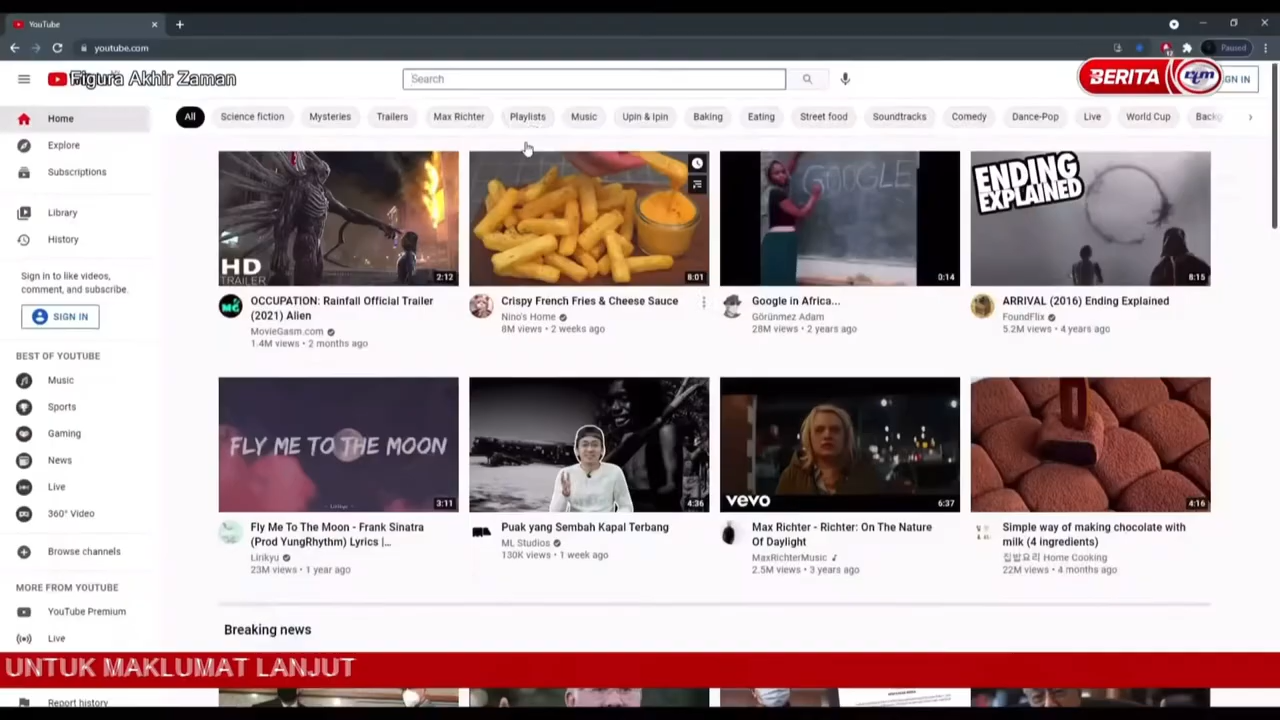 YouTube
youtube.com
Paused
Figura Akhir Zaman
Search
BERITA
GN IN
Home
Explore
Subscriptions
Library
History
Sign in to like videos,
comment, and subscribe.
SIGN IN
BEST OF YOUTUBE
Music
Sports
Gaming
News
Live
360° Video
Browse channels
MORE FROM YOUTUBE
YouTube Premium
Live
Report history
All Science fiction Mysteries Trailers Max Richter Playlists Music Upin & Ipin Baking Eating Street food Soundtracks Comedy Dance-Pop Live World Cup
HD
TRAILER
2:12
OCCUPATION: Rainfall Official Trailer
(2021) Alien
MovieGasm.com
1.4M views • 2 months ago
8:01
Crispy French Fries & Cheese Sauce
Nino's Home
8M views • 2 weeks ago
GOOGLE
0:14
Google in Africa...
Görünmez Adam
28M views • 2 years ago
ENDING
EXPLAINED
8:15
ARRIVAL (2016) Ending Explained
FoundFlix
5.2M views • 4 years ago
FLY ME TO THE MOON
3:11
Fly Me To The Moon - Frank Sinatra
(Prod YungRhythm) Lyrics |...
Lirikyu
23M views • 1 year ago
4:36
Puak yang Sembah Kapal Terbang
ML Studios
130K views • 1 week ago
vevo
6:37
Max Richter - Richter: On The Nature
Of Daylight
MaxRichterMusic
2.5M views • 3 years ago
4:16
Simple way of making chocolate with
milk (4 ingredients)
집밥요리 Home Cooking
22M views • 4 months ago
Breaking news
UNTUK MAKLUMAT LANJUT